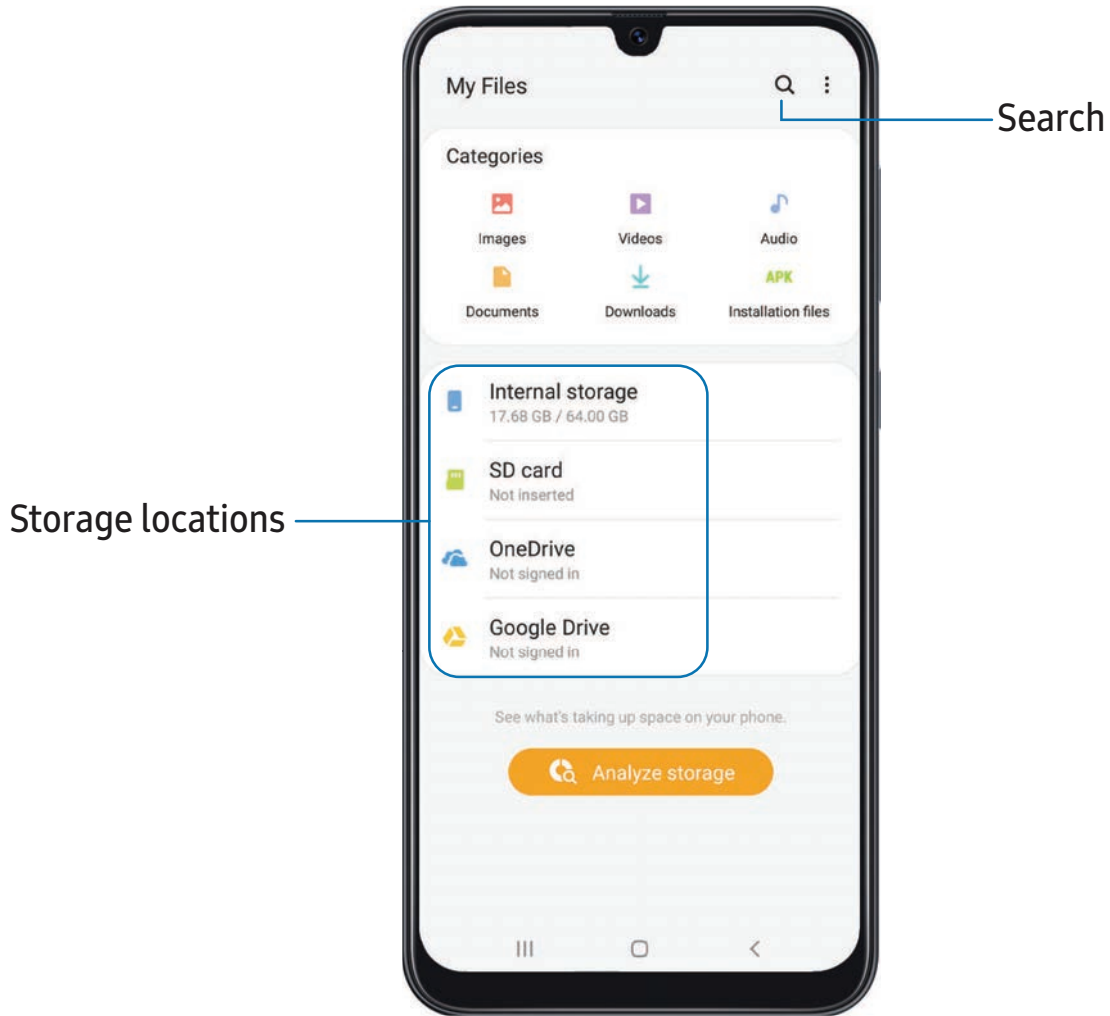 My Files
Search
Categories
Images Videos Audio
APK
Documents Downloads Installation files
Internal storage
17.68 GB / 64.00 GB
SD card
Not inserted
Storage locations
OneDrive
Not signed in
Google Drive
Not signed in
See what's taking up space on your phone.
Analyze storage